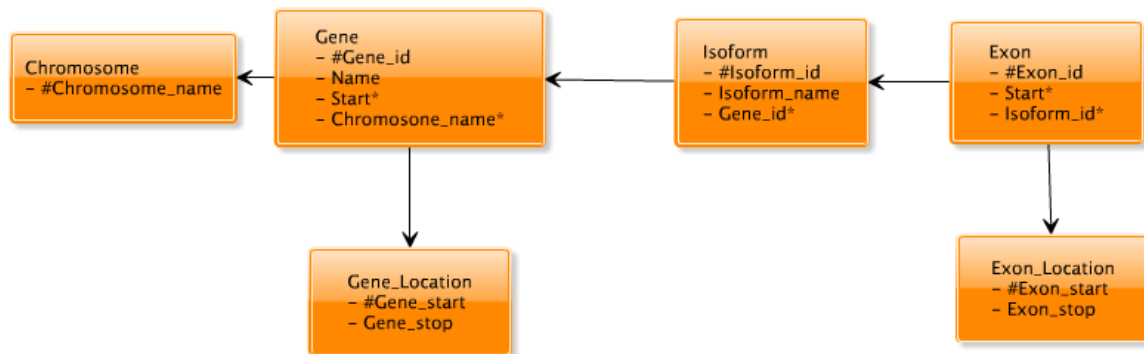 Chromosome
- #Chromosome_name
Gene
- #Gene_id
- Name
- Start*
- Chromosone_name*
Isoform
- #Isoform_id
- Isoform_name
- Gene_id*
Exon
- #Exon_id
- Start*
- Isoform_id*
Gene_Location
- #Gene_start
- Gene_stop
Exon_Location
- #Exon_start
- Exon_stop